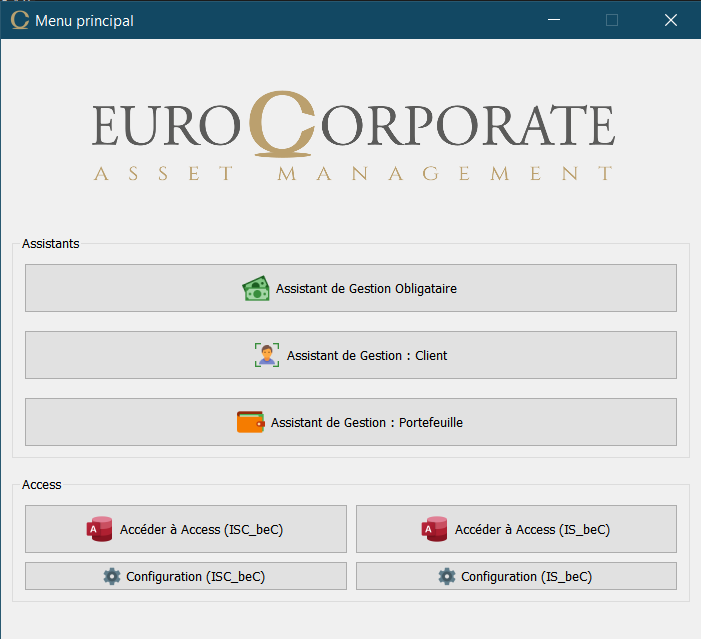 Menu principal
EUROCORPORATE
ASSET MANAGEMENT
Assistants
Assistant de Gestion Obligataire
Assistant de Gestion : Client
Assistant de Gestion : Portefeuille
Access
A Accéder à Access (ISC_beC)
A Accéder à Access (IS_beC)
Configuration (ISC_beC)
Configuration (IS_beC)